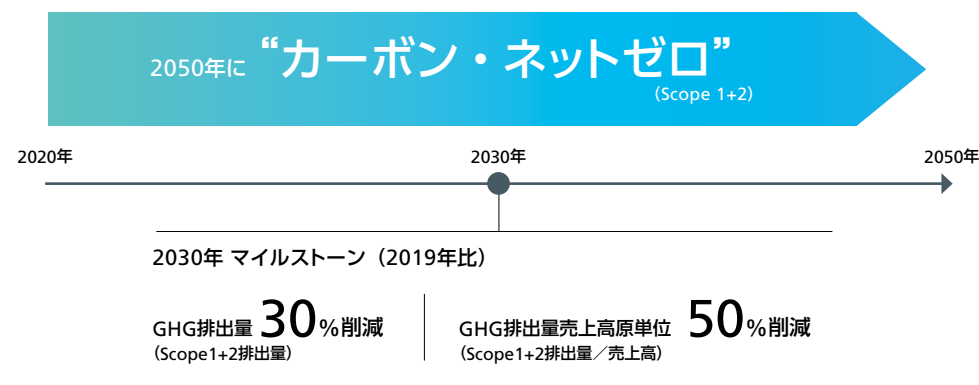 2050年に “カーボン・ネットゼロ”
(Scope 1+2)
2020年
2030年
2050年
2030年 マイルストーン（2019年比）
GHG排出量 30%削減
(Scope1+2排出量)
GHG排出量売上高原単位 50%削減
(Scope1+2排出量／売上高)